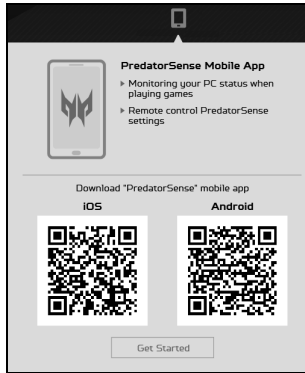 PredatorSense Mobile App
Monitoring your PC status when
playing games
Remote control PredatorSense
settings
Download "PredatorSense" mobile app
iOS
Android
Get Started